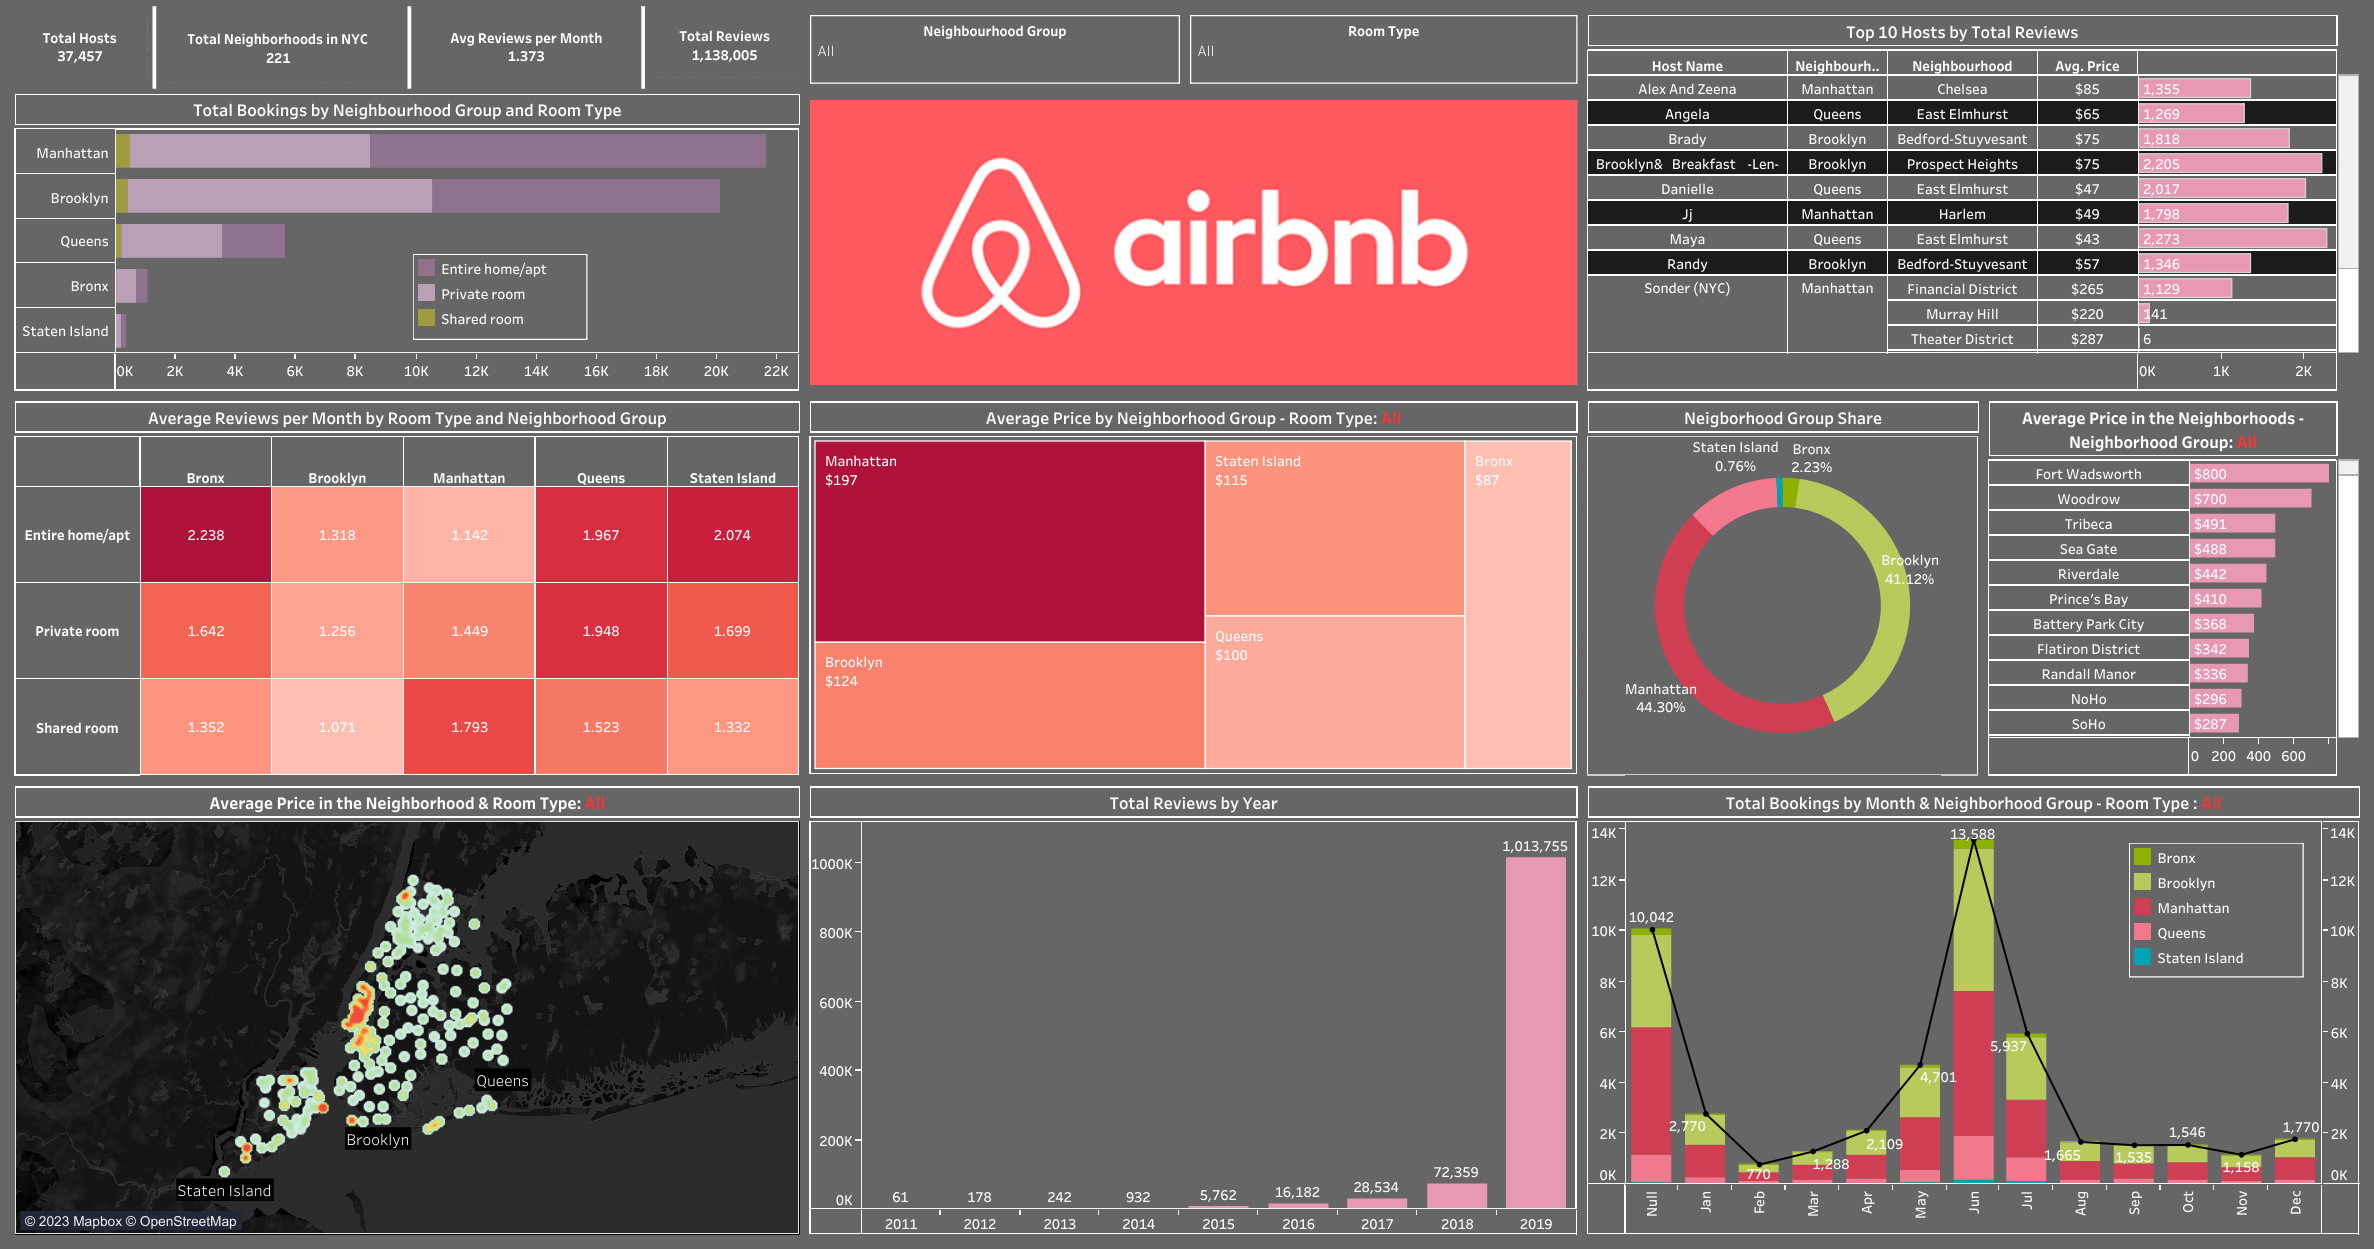 Total Hosts
37,457
Total Neighborhoods in NYC
221
Avg Reviews per Month
1.373
Total Reviews
1,138,005
Neighbourhood Group
All
Room Type
All
Top 10 Hosts by Total Reviews
Host Name Neighbourh.. Neighbourhood Avg. Price
Alex And Zeena Manhattan Chelsea $85 1,355
Angela Queens East Elmhurst $65 1,269
Brady Brooklyn Bedford-Stuyvesant $75 1,818
Brooklyn& Breakfast -Len- Brooklyn Prospect Heights $75 2,205
Danielle Queens East Elmhurst $47 2,017
Jj Manhattan Harlem $49 1,798
Maya Queens East Elmhurst $43 2,273
Randy Brooklyn Bedford-Stuyvesant $57 1,346
Sonder (NYC) Manhattan Financial District $265 1,129
Murray Hill $220 141
Theater District $287 6
0K 1K 2K
Total Bookings by Neighbourhood Group and Room Type
Manhattan
Brooklyn
Queens
Bronx
Staten Island
Entire home/apt
Private room
Shared room
0K 2K 4K 6K 8K 10K 12K 14K 16K 18K 20K 22K
airbnb
Average Reviews per Month by Room Type and Neighborhood Group
Bronx Brooklyn Manhattan Queens Staten Island
Entire home/apt 2.238 1.318 1.142 1.967 2.074
Private room 1.642 1.256 1.449 1.948 1.699
Shared room 1.352 1.071 1.793 1.523 1.332
Average Price by Neighborhood Group - Room Type: All
Manhattan
$197
Brooklyn
$124
Staten Island
$115
Queens
$100
Bronx
$87
Neigborhood Group Share
Staten Island
0.76%
Bronx
2.23%
Brooklyn
41.12%
Manhattan
44.30%
Average Price in the Neighborhoods -
Neighborhood Group: All
Fort Wadsworth $800
Woodrow $700
Tribeca $491
Sea Gate $488
Riverdale $442
Prince's Bay $410
Battery Park City $368
Flatiron District $342
Randall Manor $336
NoHo $296
SoHo $287
0 200 400 600
Average Price in the Neighborhood & Room Type: All
Queens
Brooklyn
Staten Island
© 2023 Mapbox © OpenStreetMap
Total Reviews by Year
1000K
800K
600K
400K
200K
0K
61 178 242 932 5,762 16,182 28,534 72,359 1,013,755
2011 2012 2013 2014 2015 2016 2017 2018 2019
Total Bookings by Month & Neighborhood Group - Room Type : All
14K 14K
12K 12K
10K 10K
8K 8K
6K 6K
4K 4K
2K 2K
0K 0K
10,042 2,770 770 1,288 2,109 4,701 13,588 5,937 1,665 1,535 1,546 1,158 1,770
Null Jan Feb Mar Apr May Jun Jul Aug Sep Oct Nov Dec
Bronx
Brooklyn
Manhattan
Queens
Staten Island